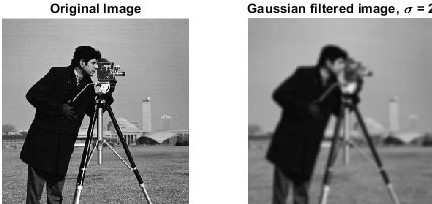 Original Image
Gaussian filtered image, σ = 2